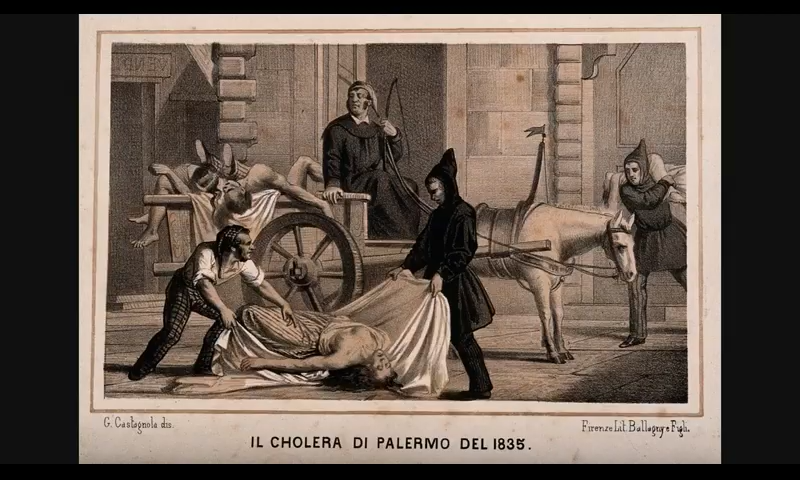 G. Castagnola dis.
Firenze Lit. Ballagny e Figli.
IL CHOLERA DI PALERMO DEL 1835.